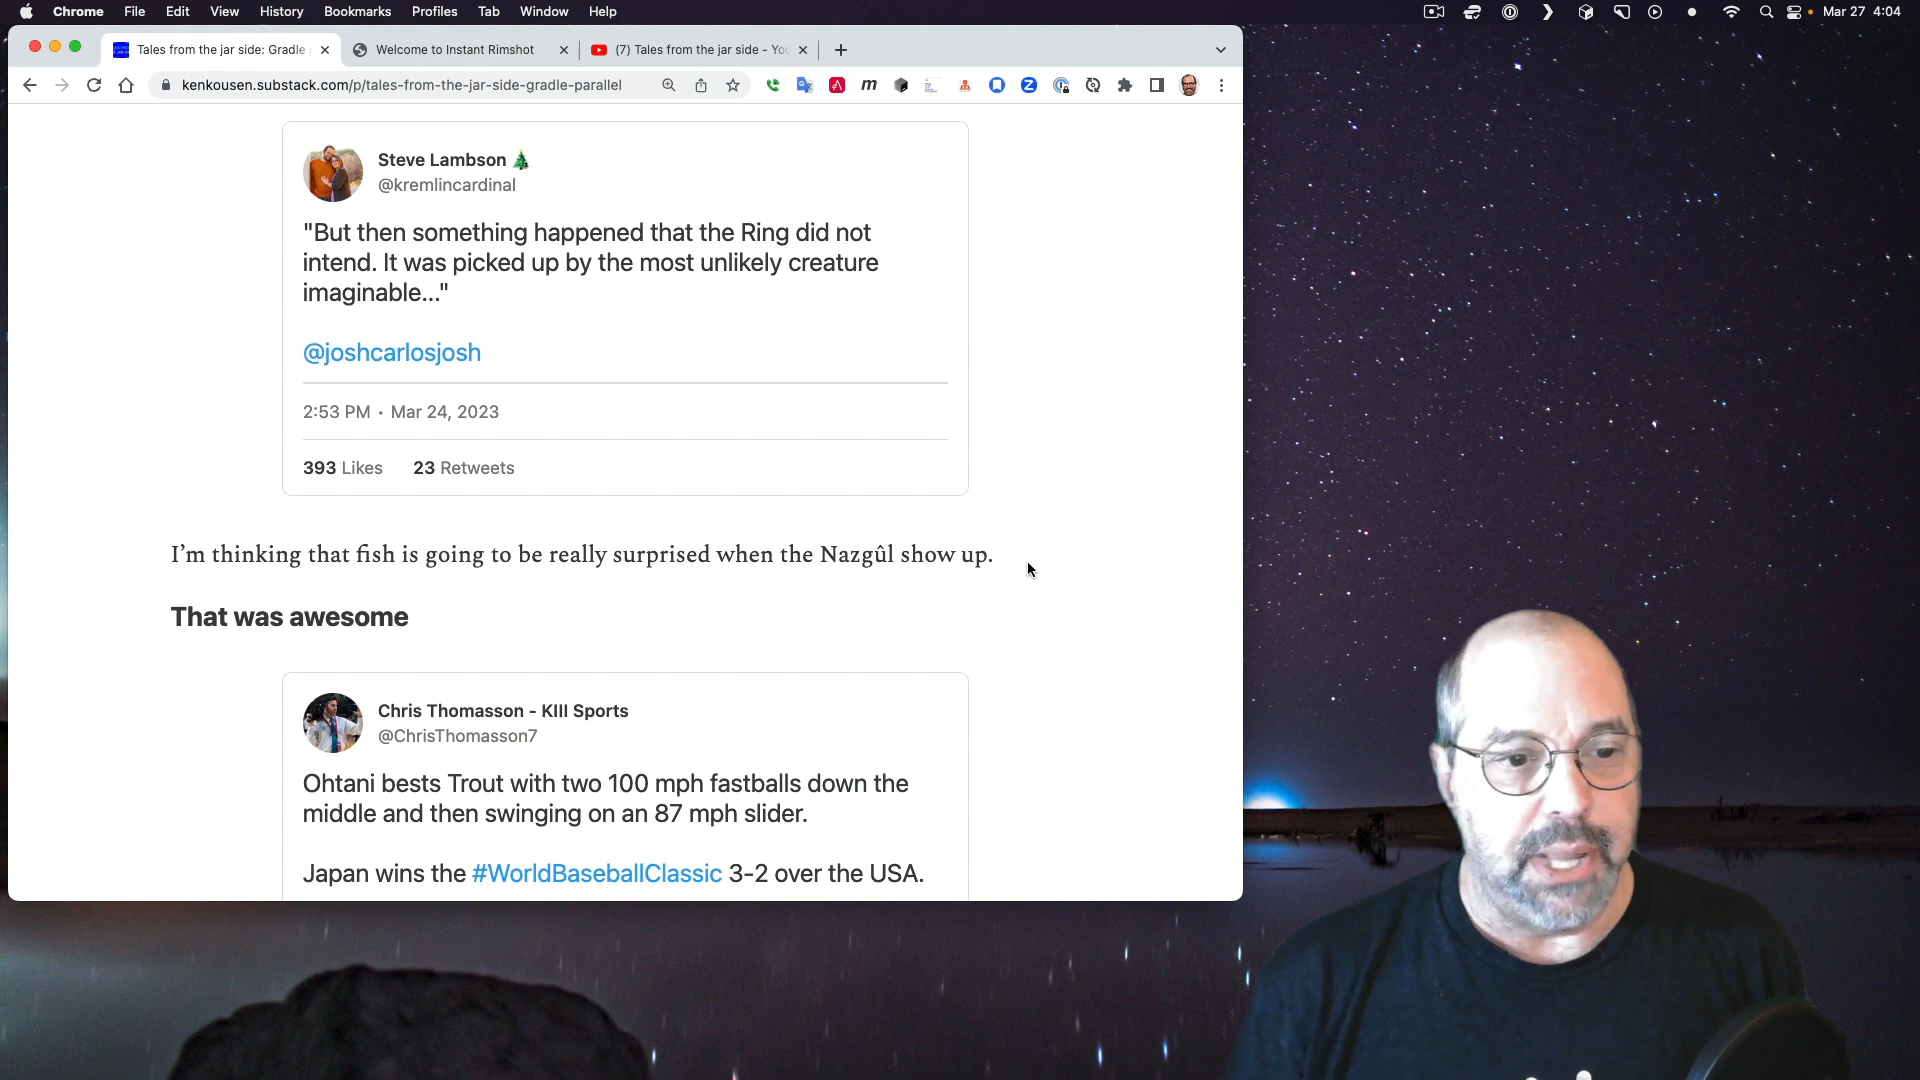 Chrome File Edit View History Bookmarks Profiles Tab Window Help Mar 27 4:04
Tales from the jar side: Gradle Welcome to Instant Rimshot (7) Tales from the jar side - You
kenkousen.substack.com/p/tales-from-the-jar-side-gradle-parallel
Steve Lambson
@kremlincardinal
"But then something happened that the Ring did not
intend. It was picked up by the most unlikely creature
imaginable..."
@joshcarlosjosh
2:53 PM · Mar 24, 2023
393 Likes 23 Retweets
I'm thinking that fish is going to be really surprised when the Nazgûl show up.
That was awesome
Chris Thomasson - KIII Sports
@ChrisThomasson7
Ohtani bests Trout with two 100 mph fastballs down the
middle and then swinging on an 87 mph slider.
Japan wins the #WorldBaseballClassic 3-2 over the USA.